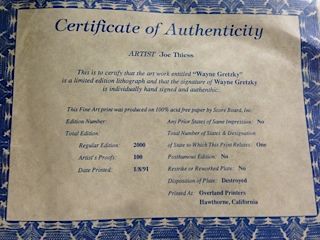 Certificate of Authenticity
ARTIST Joe Thiess
This is to certify that the art work entitled "Wayne Gretzky"
is a limited edition lithograph and that the signature of Wayne Gretzky
is individually hand signed and authentic.
This Fine Art print was produced on 100% acid free paper by Score Board, Inc.
Edition Number:
Total Edition:
Regular Edition: 2000
Artist's Proofs: 100
Date Printed: 1/8/91
Any Prior States of Same Impression: No
Total Number of States & Designation
of State to Which This Print Relates: One
Posthumous Edition: No
Restrike or Reworked Plate: No
Disposition of Plate: Destroyed
Printed At: Overland Printers
Hawthorne, California